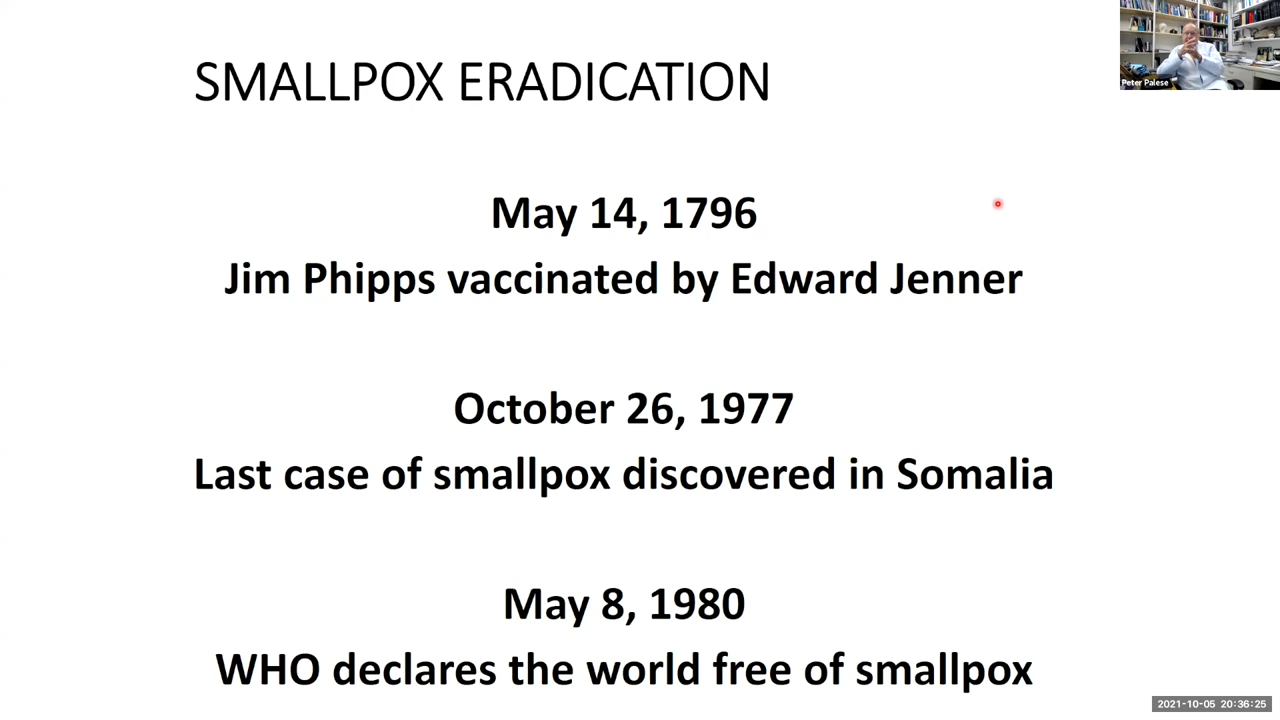 SMALLPOX ERADICATION
Peter Palese
May 14, 1796
Jim Phipps vaccinated by Edward Jenner
October 26, 1977
Last case of smallpox discovered in Somalia
May 8, 1980
WHO declares the world free of smallpox
2021-10-05 20:36:25